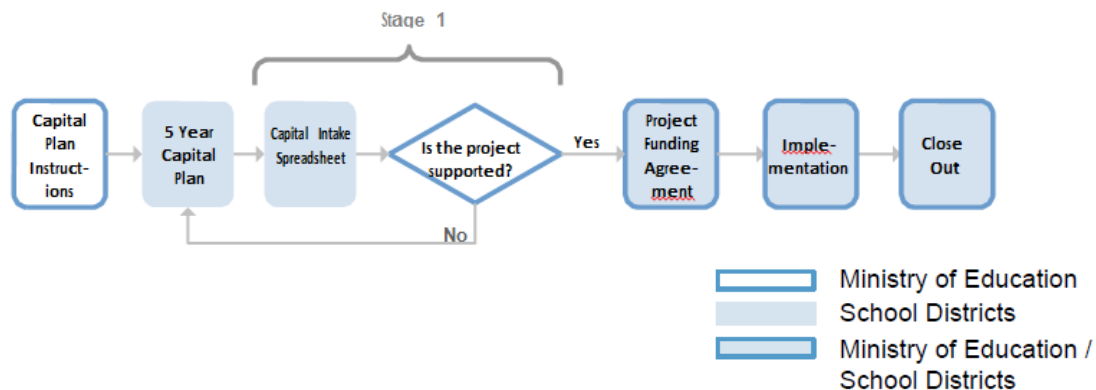 Stage 1
Capital
Plan
Instruct-
ions
5 Year
Capital
Plan
Capital Intake
Spreadsheet
Is the project
supported?
Yes
No
Project
Funding
Agree-
ment
Imple-
mentation
Close
Out
Ministry of Education
School Districts
Ministry of Education /
School Districts